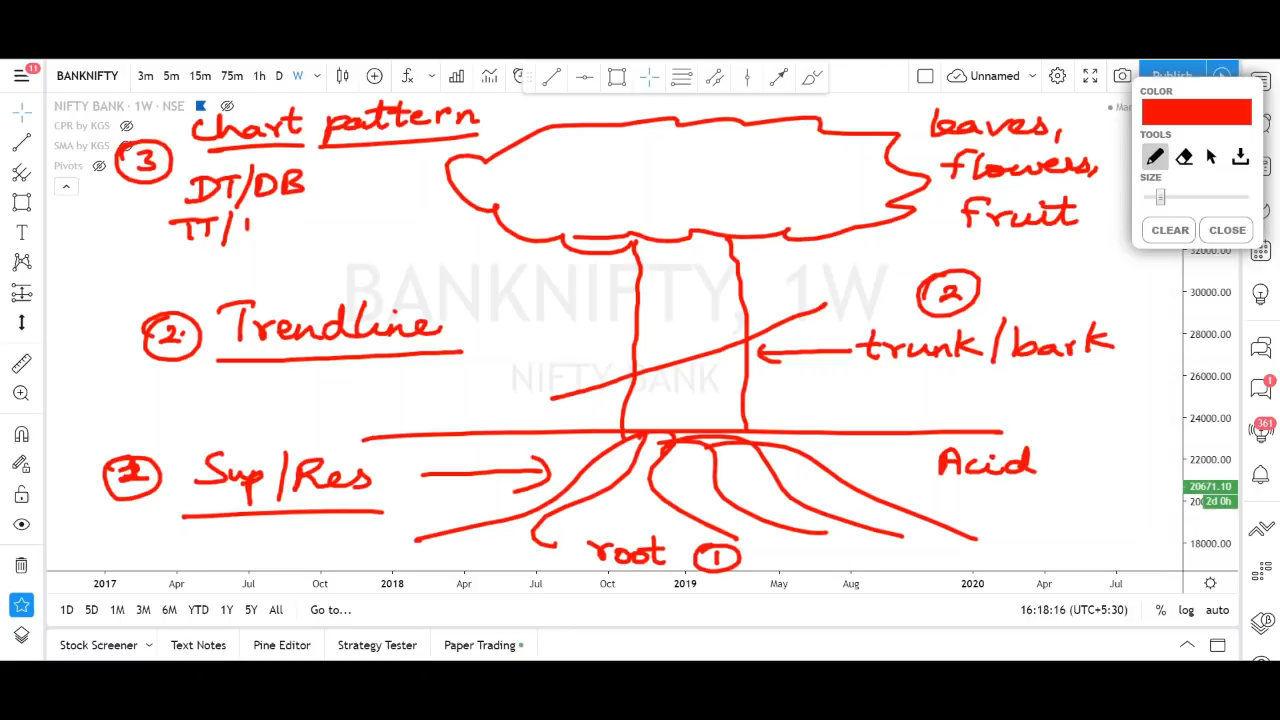 11
BANKNIFTY 3m 5m 15m 75m 1h D W
Unnamed
Publish
NIFTY BANK · 1W · NSE
CPR by KGS
SMA by KGS
Pivots
COLOR
TOOLS
SIZE
CLEAR CLOSE
3 chart pattern
DT/DB
TT/
leaves,
flowers,
fruit
BANKNIFTY, 1W
NIFTY BANK
2. Trendline
2
trunk/bark
1 Sup/Res
Acid
root 1
32000.00
30000.00
28000.00
26000.00
24000.00
22000.00
20671.10
2d 0h
18000.00
1
361
2017 Apr Jul Oct 2018 Apr Jul Oct 2019 May Aug 2020 Apr Jul
1D 5D 1M 3M 6M YTD 1Y 5Y All Go to... 16:18:16 (UTC+5:30) % log auto
Stock Screener Text Notes Pine Editor Strategy Tester Paper Trading